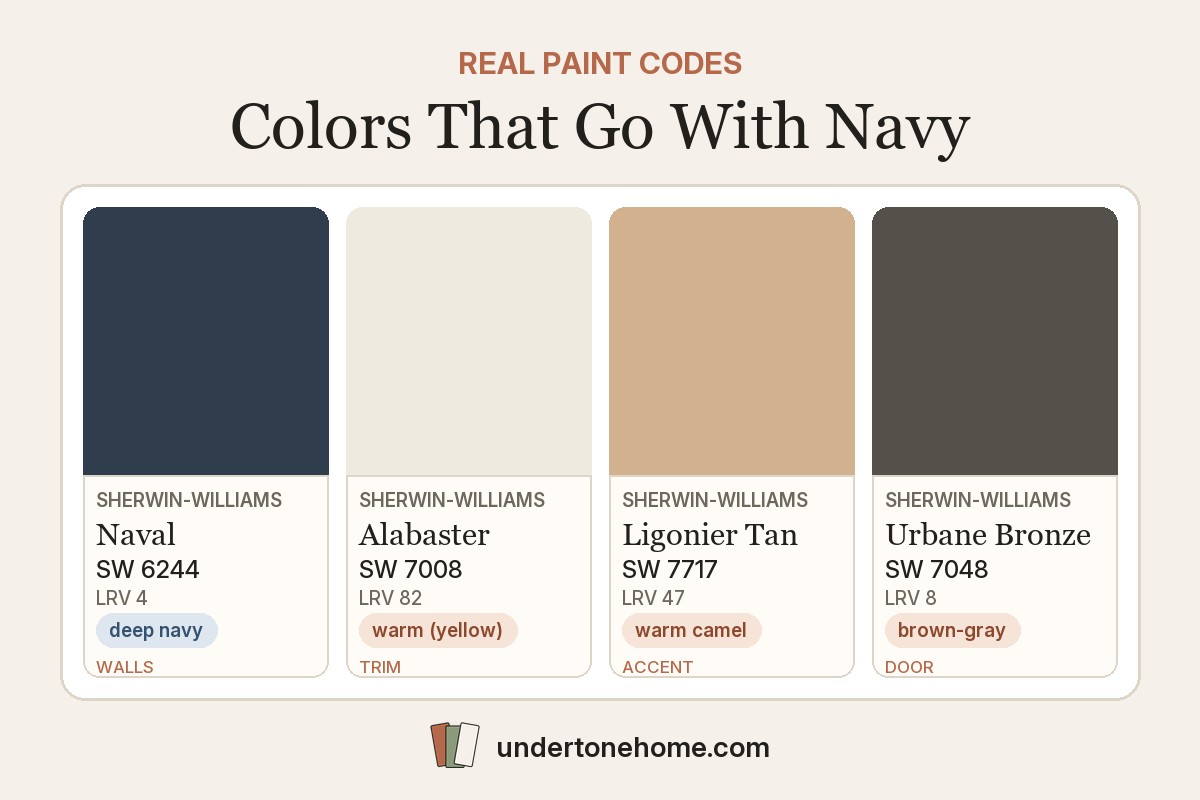 REAL PAINT CODES
Colors That Go With Navy
SHERWIN-WILLIAMS
Naval
SW 6244
LRV 4
deep navy
WALLS
SHERWIN-WILLIAMS
Alabaster
SW 7008
LRV 82
warm (yellow)
TRIM
SHERWIN-WILLIAMS
Ligonier Tan
SW 7717
LRV 47
warm camel
ACCENT
SHERWIN-WILLIAMS
Urbane Bronze
SW 7048
LRV 8
brown-gray
DOOR
undertonehome.com